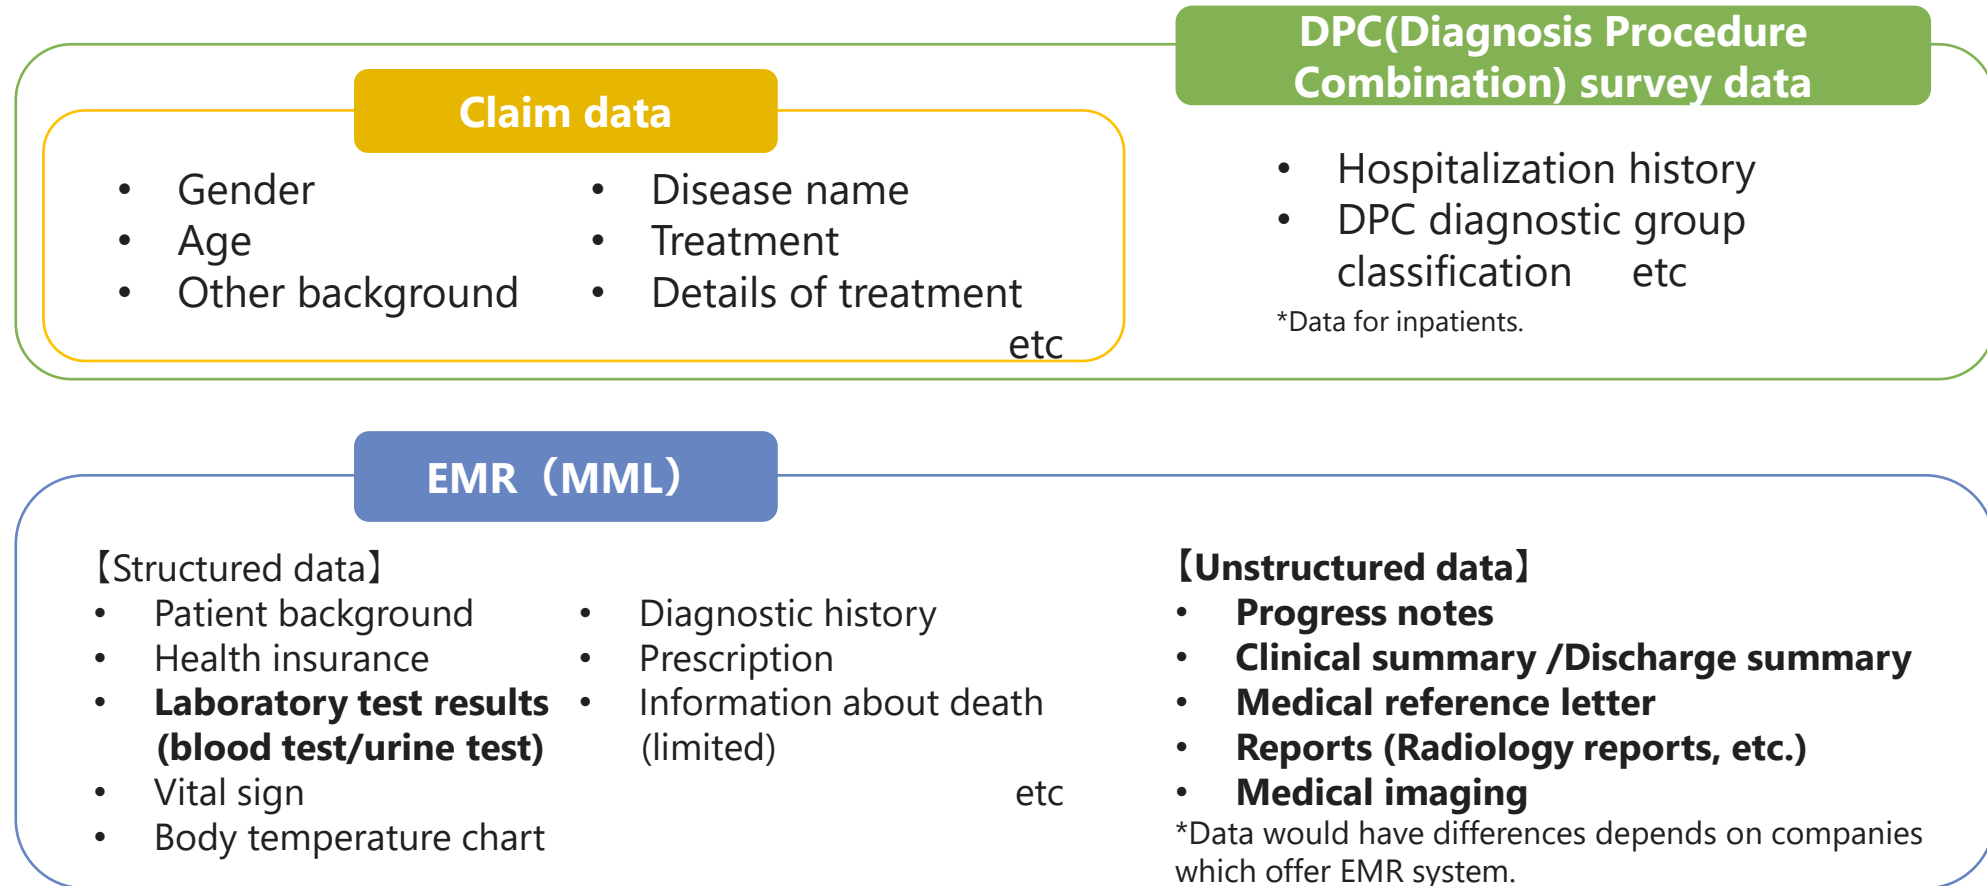 DPC(Diagnosis Procedure
Combination) survey data
Claim data
• Gender
• Age
• Other background
• Disease name
• Treatment
• Details of treatment
etc
• Hospitalization history
• DPC diagnostic group
classification etc
*Data for inpatients.
EMR（MML）
【Structured data】
• Patient background
• Health insurance
• Laboratory test results
(blood test/urine test)
• Vital sign
• Body temperature chart
• Diagnostic history
• Prescription
• Information about death
(limited)
etc
【Unstructured data】
• Progress notes
• Clinical summary /Discharge summary
• Medical reference letter
• Reports (Radiology reports, etc.)
• Medical imaging
*Data would have differences depends on companies
which offer EMR system.